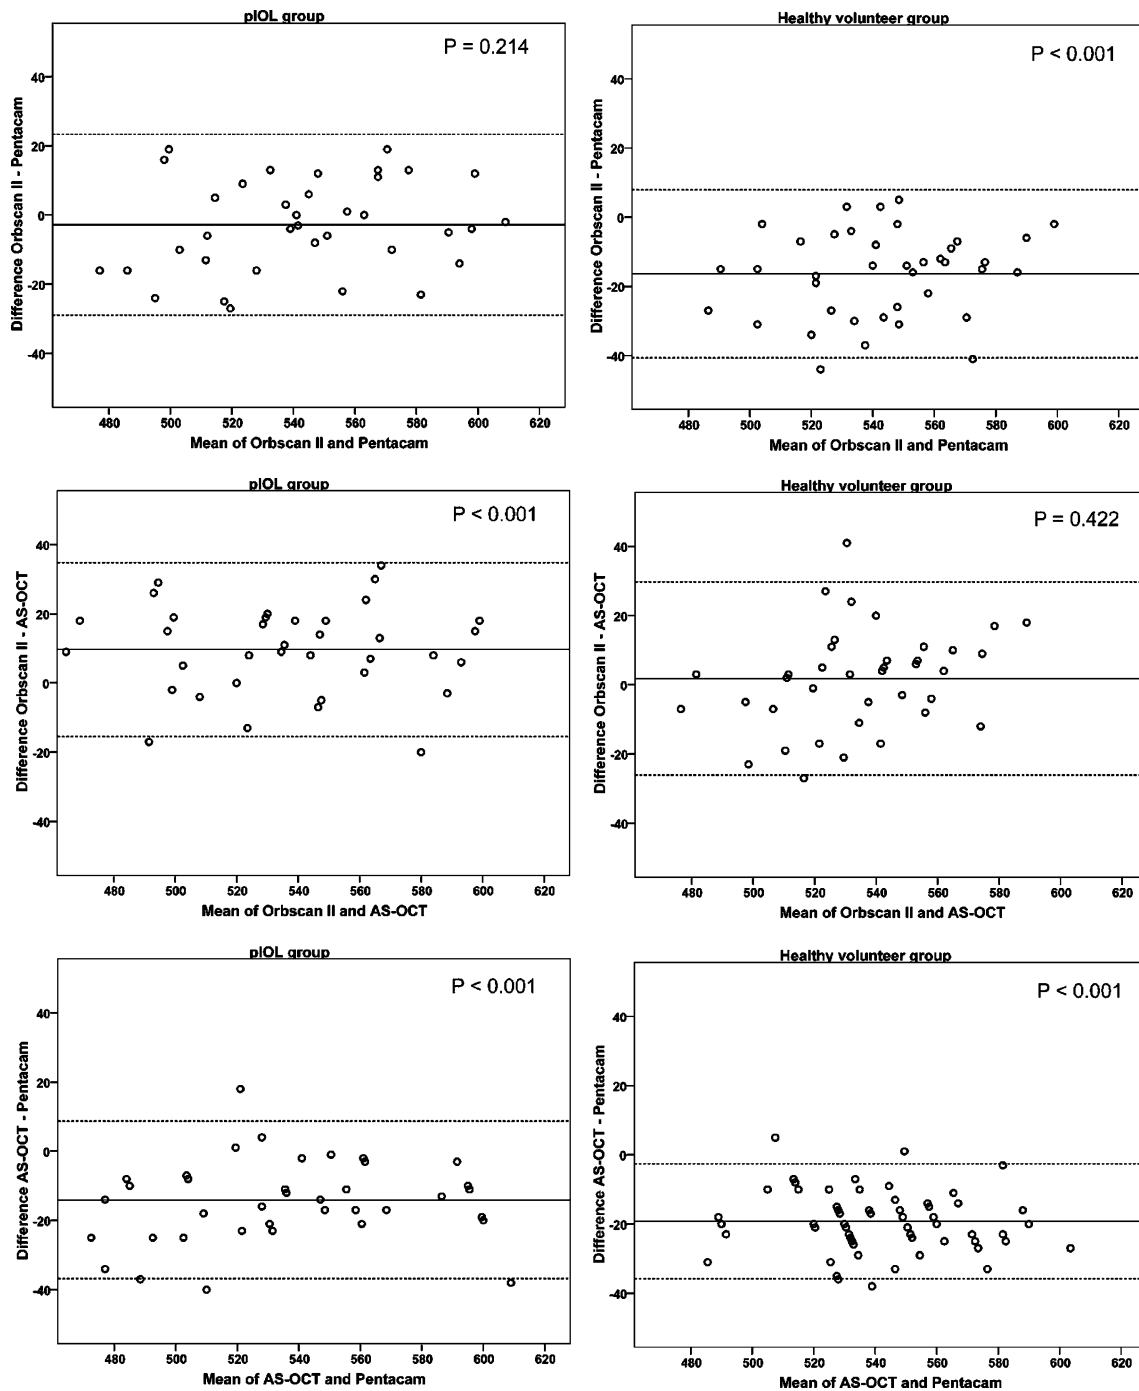 pIOL group
P = 0.214
Difference Orbscan II - Pentacam
40
20
0
-20
-40
480 500 520 540 560 580 600 620
Mean of Orbscan II and Pentacam
Healthy volunteer group
P < 0.001
Difference Orbscan II - Pentacam
40
20
0
-20
-40
480 500 520 540 560 580 600 620
Mean of Orbscan II and Pentacam
pIOL group
P < 0.001
Difference Orbscan II - AS-OCT
40
20
0
-20
-40
480 500 520 540 560 580 600 620
Mean of Orbscan II and AS-OCT
Healthy volunteer group
P = 0.422
Difference Orbscan II - AS-OCT
40
20
0
-20
-40
480 500 520 540 560 580 600 620
Mean of Orbscan II and AS-OCT
pIOL group
P < 0.001
Difference AS-OCT - Pentacam
40
20
0
-20
-40
480 500 520 540 560 580 600 620
Mean of AS-OCT and Pentacam
Healthy volunteer group
P < 0.001
Difference AS-OCT - Pentacam
40
20
0
-20
-40
480 500 520 540 560 580 600 620
Mean of AS-OCT and Pentacam